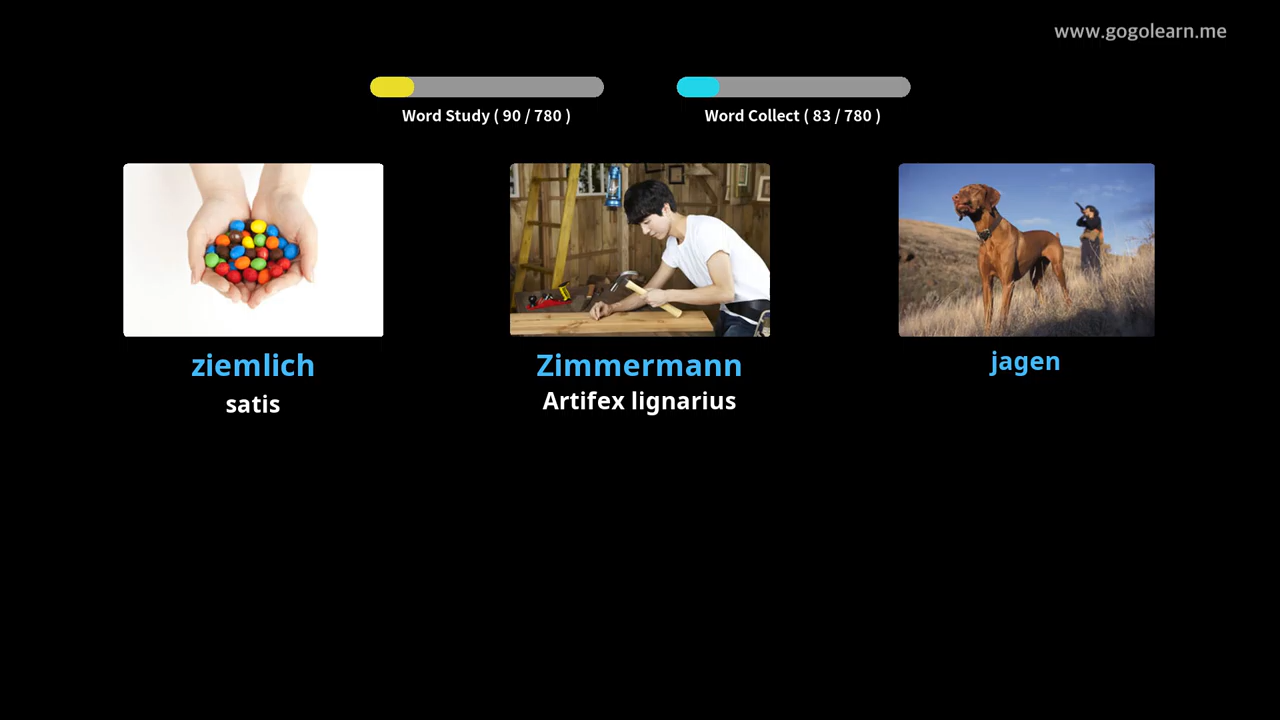 www.gogolearn.me
Word Study ( 90 / 780 )
Word Collect ( 83 / 780 )
ziemlich
satis
Zimmermann
Artifex lignarius
jagen